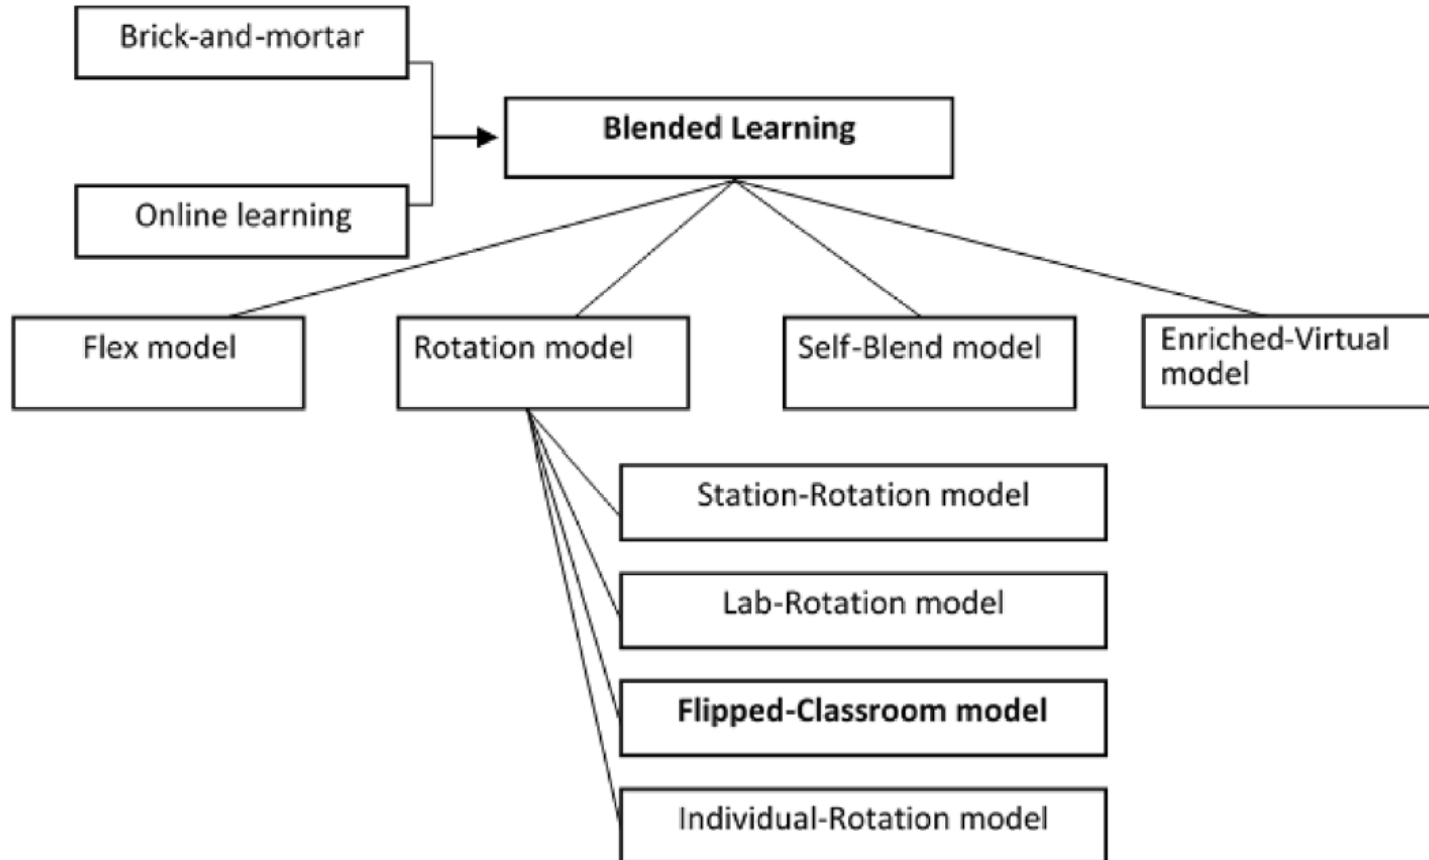 Brick-and-mortar
Blended Learning
Online learning
Flex model
Rotation model
Self-Blend model
Enriched-Virtual
model
Station-Rotation model
Lab-Rotation model
Flipped-Classroom model
Individual-Rotation model